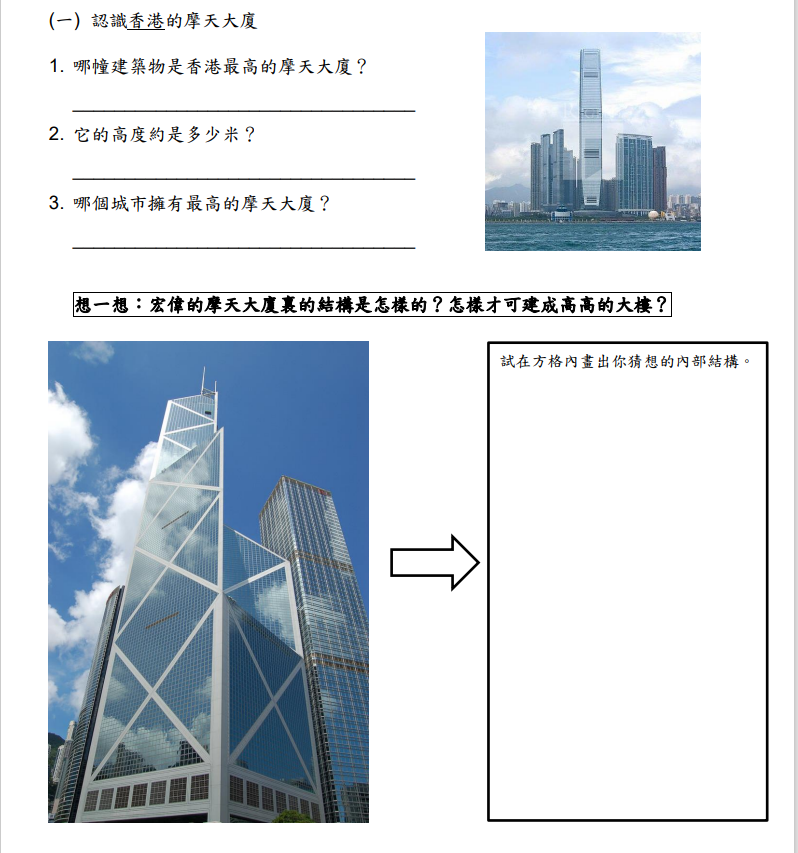 (一) 認識香港的摩天大廈
1. 哪幢建築物是香港最高的摩天大廈？
2. 它的高度約是多少米？
3. 哪個城市擁有最高的摩天大廈？
想一想：宏偉的摩天大廈裏的結構是怎樣的？怎樣才可建成高高的大樓？
試在方格內畫出你猜想的內部結構。